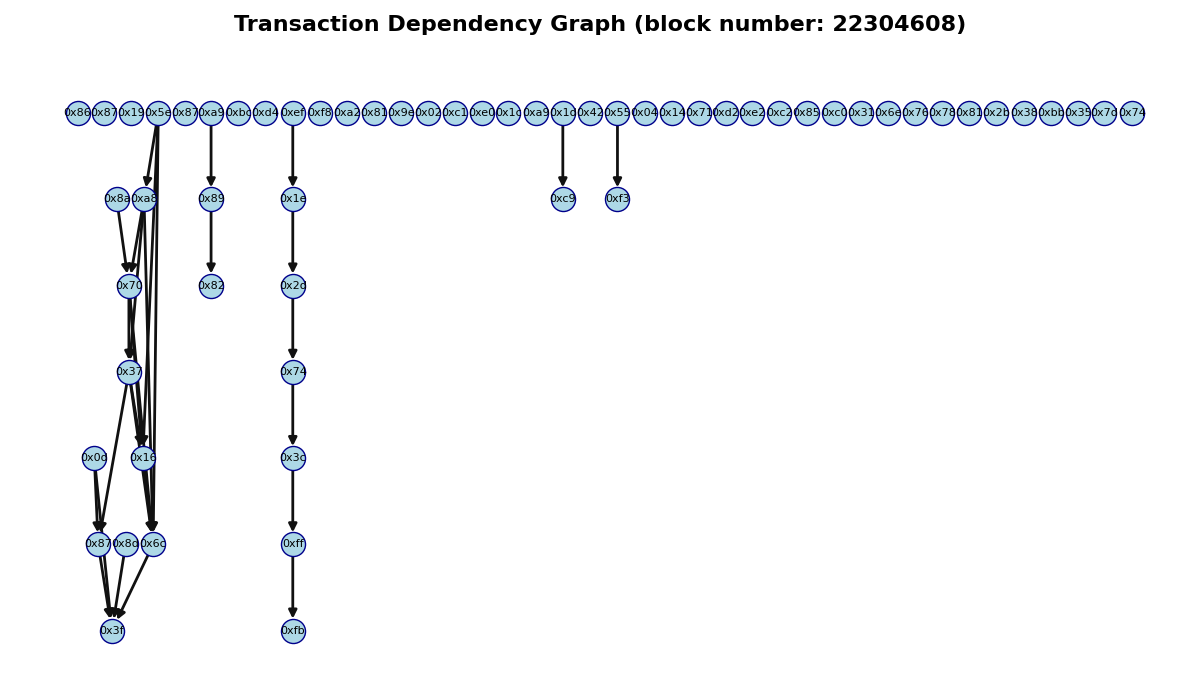 Transaction Dependency Graph (block number: 22304608)
0x86 0x87 0x19 0x5e 0x87 0xa9 0xbc 0xd4 0xef 0xf8 0xa2 0x81 0x9e 0x02 0xc1 0xe0 0x1c 0xa9 0x1c 0x42 0x55 0x04 0x14 0x71 0xd2 0xe2 0xc2 0x85 0xc0 0x31 0x6e 0x76 0x78 0x81 0x2b 0x38 0xbb 0x35 0x7c 0x74
0x8a 0xa8 0x89 0x1e 0xc9 0xf3
0x70 0x82 0x2d
0x37 0x74
0x0d 0x16 0x3c
0x87 0x8d 0x6c 0xff
0x3f 0xfb